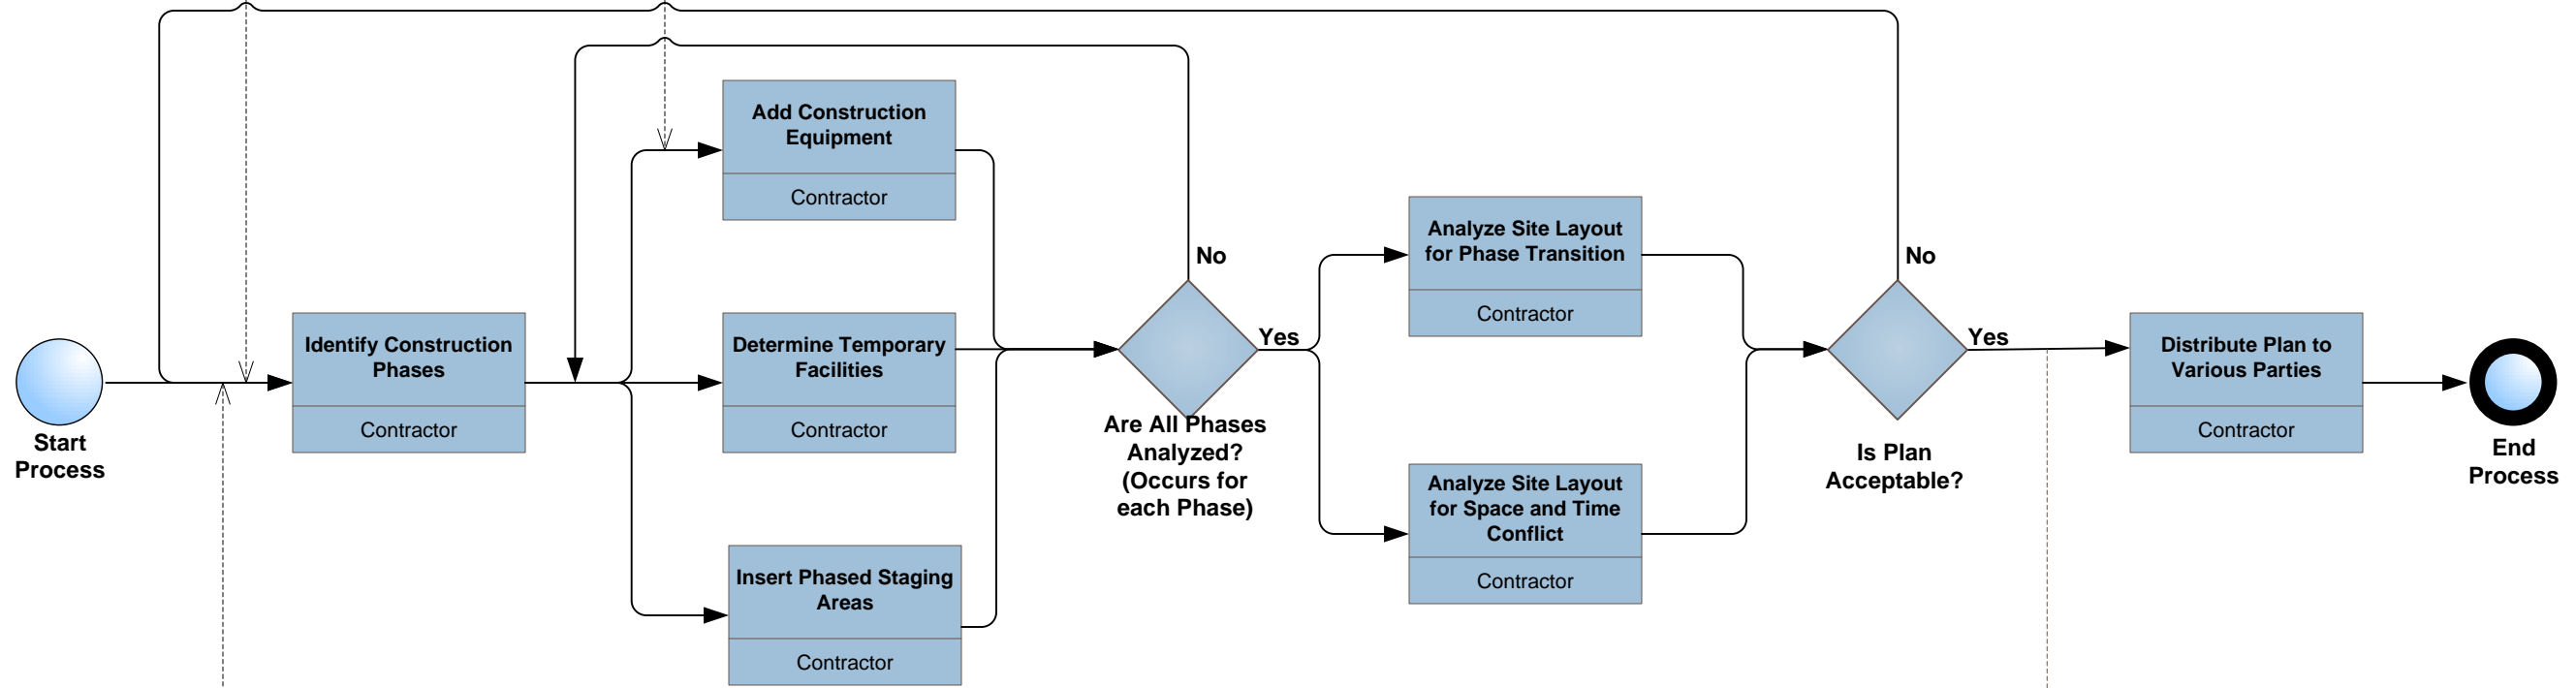 Start
Process
Identify Construction
Phases
Contractor
Add Construction
Equipment
Contractor
Determine Temporary
Facilities
Contractor
Insert Phased Staging
Areas
Contractor
No
Yes
Are All Phases
Analyzed?
(Occurs for
each Phase)
Analyze Site Layout
for Phase Transition
Contractor
Analyze Site Layout
for Space and Time
Conflict
Contractor
No
Yes
Is Plan
Acceptable?
Distribute Plan to
Various Parties
Contractor
End
Process